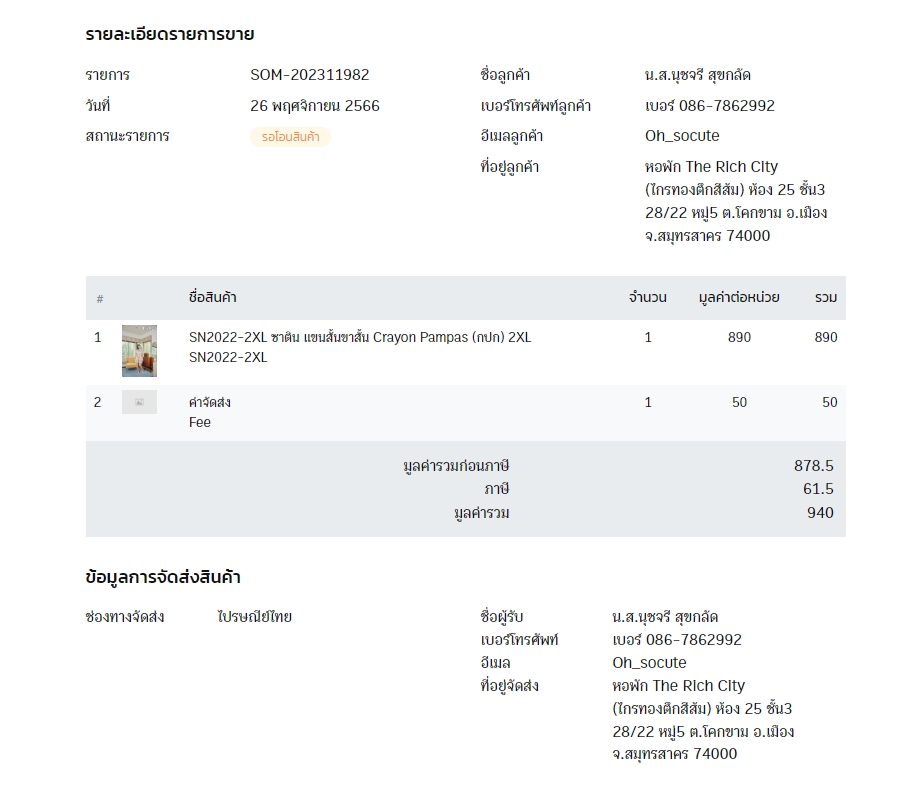 รายละเอียดรายการขาย
รายการ SOM-202311982
วันที่ 26 พฤศจิกายน 2566
สถานะรายการ รอโอนสินค้า
ชื่อลูกค้า น.ส.นุชจรี สุขกลัด
เบอร์โทรศัพท์ลูกค้า เบอร์ 086-7862992
อีเมลลูกค้า Oh_socute
ที่อยู่ลูกค้า หอพัก The Rich City
(ไกรทองตึกสีส้ม) ห้อง 25 ชั้น3
28/22 หมู่5 ต.โคกขาม อ.เมือง
จ.สมุทรสาคร 74000
# ชื่อสินค้า จำนวน มูลค่าต่อหน่วย รวม
1 SN2022-2XL ซาติน แขนสั้นขาสั้น Crayon Pampas (กปก) 2XL 1 890 890
SN2022-2XL
2 ค่าจัดส่ง 1 50 50
Fee
มูลค่ารวมก่อนภาษี 878.5
ภาษี 61.5
มูลค่ารวม 940
ข้อมูลการจัดส่งสินค้า
ช่องทางจัดส่ง ไปรษณีย์ไทย
ชื่อผู้รับ น.ส.นุชจรี สุขกลัด
เบอร์โทรศัพท์ เบอร์ 086-7862992
อีเมล Oh_socute
ที่อยู่จัดส่ง หอพัก The Rich City
(ไกรทองตึกสีส้ม) ห้อง 25 ชั้น3
28/22 หมู่5 ต.โคกขาม อ.เมือง
จ.สมุทรสาคร 74000